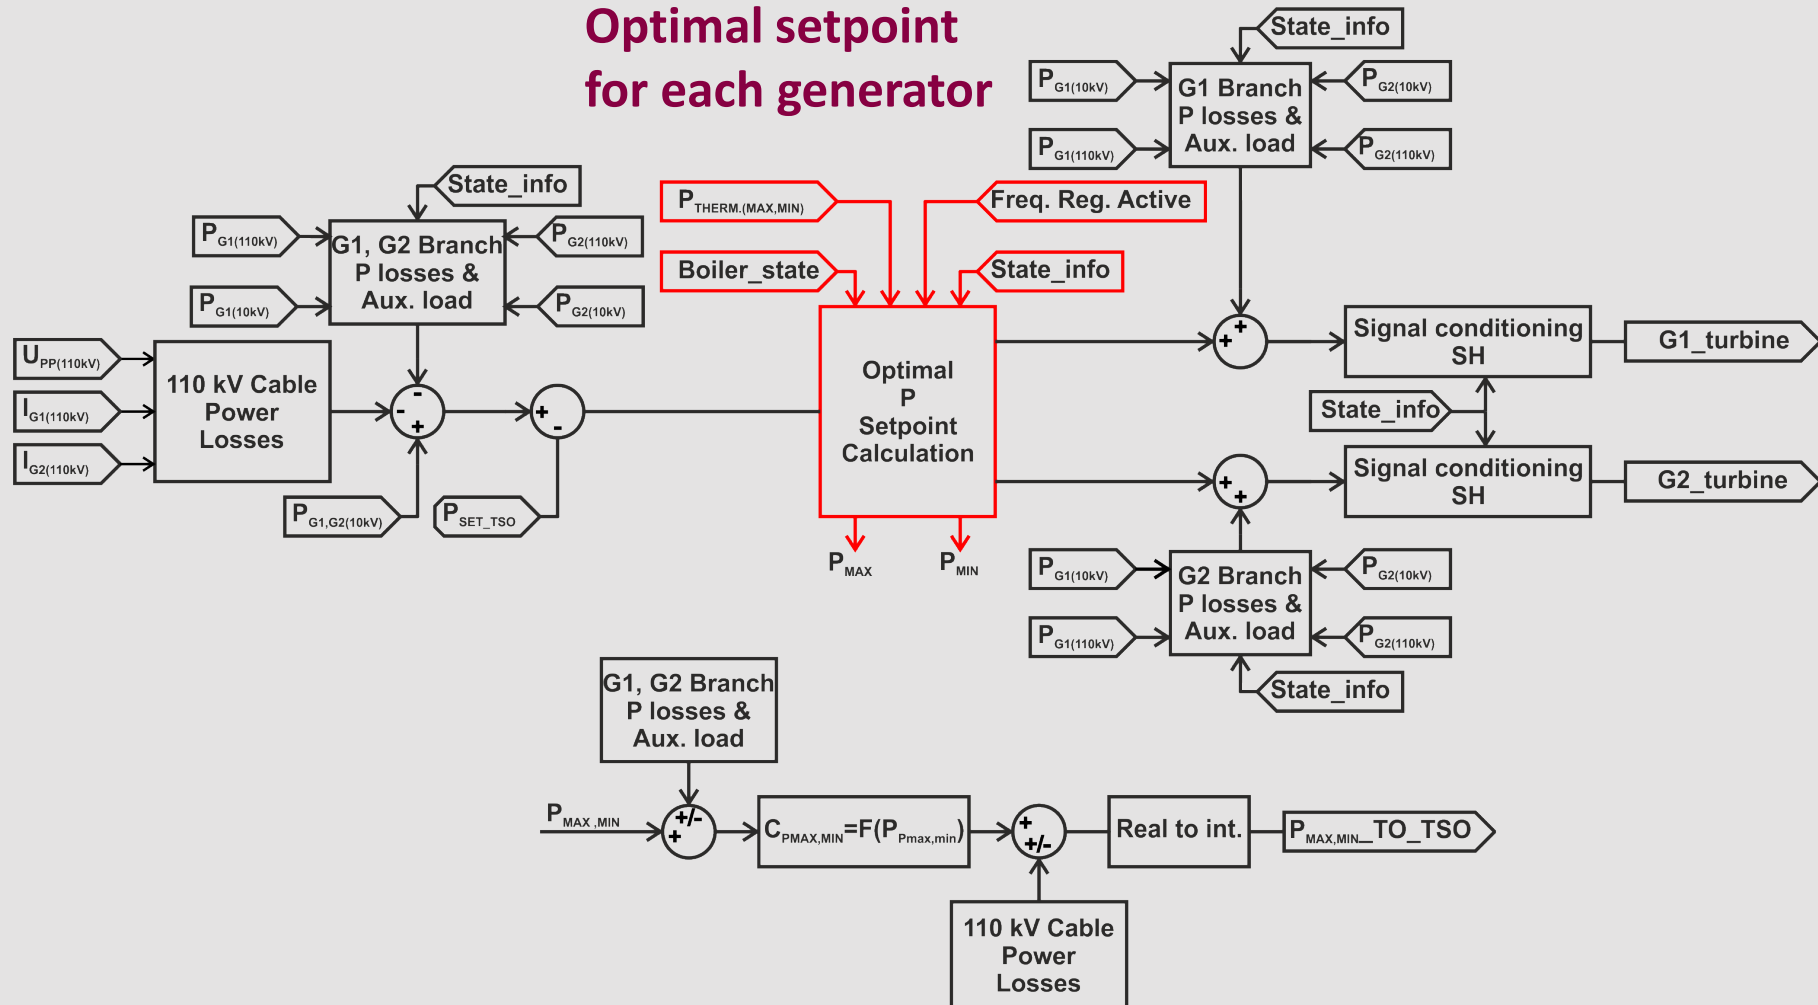 Optimal setpoint
for each generator
State_info
P G1(10kV)
G1 Branch
P losses &
Aux. load
P G2(10kV)
P G1(110kV)
P G2(110kV)
State_info
P G1(110kV)
G1, G2 Branch
P losses &
Aux. load
P G2(110kV)
P G1(10kV)
P G2(10kV)
P THERM.(MAX,MIN)
Freq. Reg. Active
Boiler_state
State_info
U PP(110kV)
I G1(110kV)
I G2(110kV)
110 kV Cable
Power
Losses
-
-
+
+
-
P G1,G2(10kV)
P SET_TSO
Optimal
P
Setpoint
Calculation
P MAX
P MIN
+
+
Signal conditioning
SH
G1_turbine
State_info
+
+
Signal conditioning
SH
G2_turbine
P G1(10kV)
G2 Branch
P losses &
Aux. load
P G2(10kV)
P G1(110kV)
P G2(110kV)
State_info
G1, G2 Branch
P losses &
Aux. load
P MAX ,MIN
+/-
+
C PMAX,MIN=F(P Pmax,min)
+
+/-
Real to int.
P MAX,MIN_TO_TSO
110 kV Cable
Power
Losses